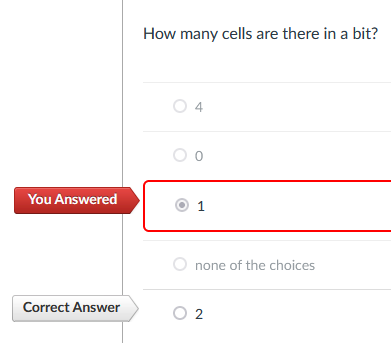 How many cells are there in a bit?
4
0
You Answered
1
none of the choices
Correct Answer
2